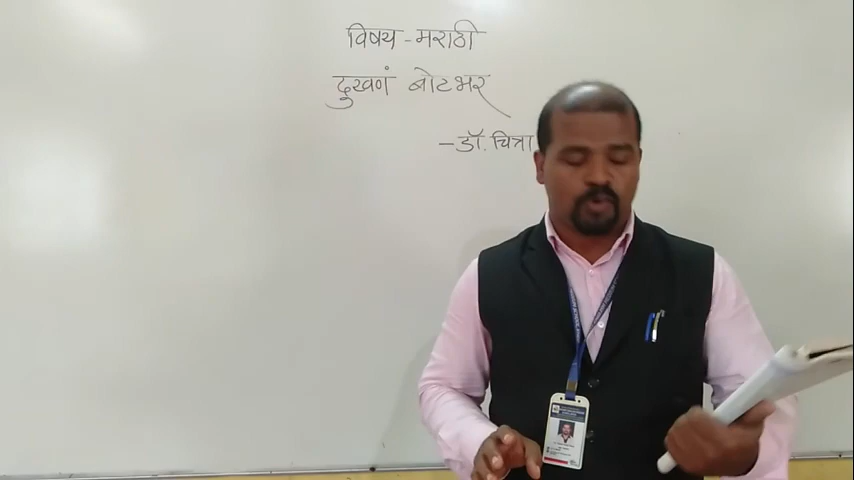 विषय - मराठी
दुखणं बोटभर
- डॉ. चित्रा